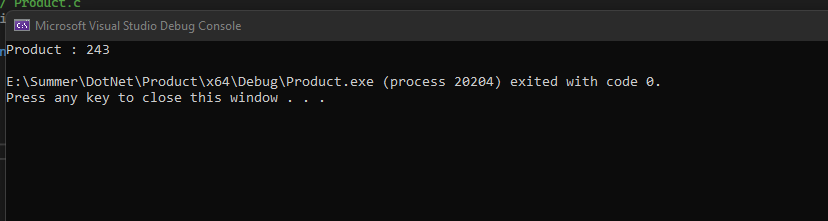 / Product.c
Microsoft Visual Studio Debug Console
Product : 243
E:\Summer\DotNet\Product\x64\Debug\Product.exe (process 20204) exited with code 0.
Press any key to close this window . . .